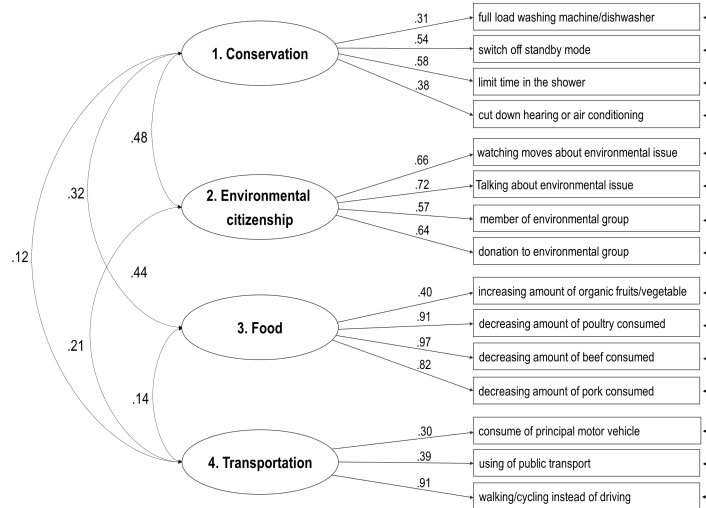 .31
full load washing machine/dishwasher
1. Conservation
.54
switch off standby mode
.58
limit time in the shower
.38
cut down hearing or air conditioning
.48
.66
watching moves about environmental issue
.72
Talking about environmental issue
2. Environmental
citizenship
.57
member of environmental group
.64
donation to environmental group
.32
.12
.44
.40
increasing amount of organic fruits/vegetable
.91
decreasing amount of poultry consumed
3. Food
.97
decreasing amount of beef consumed
.82
decreasing amount of pork consumed
.21
.14
.30
consume of principal motor vehicle
4. Transportation
.39
using of public transport
.91
walking/cycling instead of driving